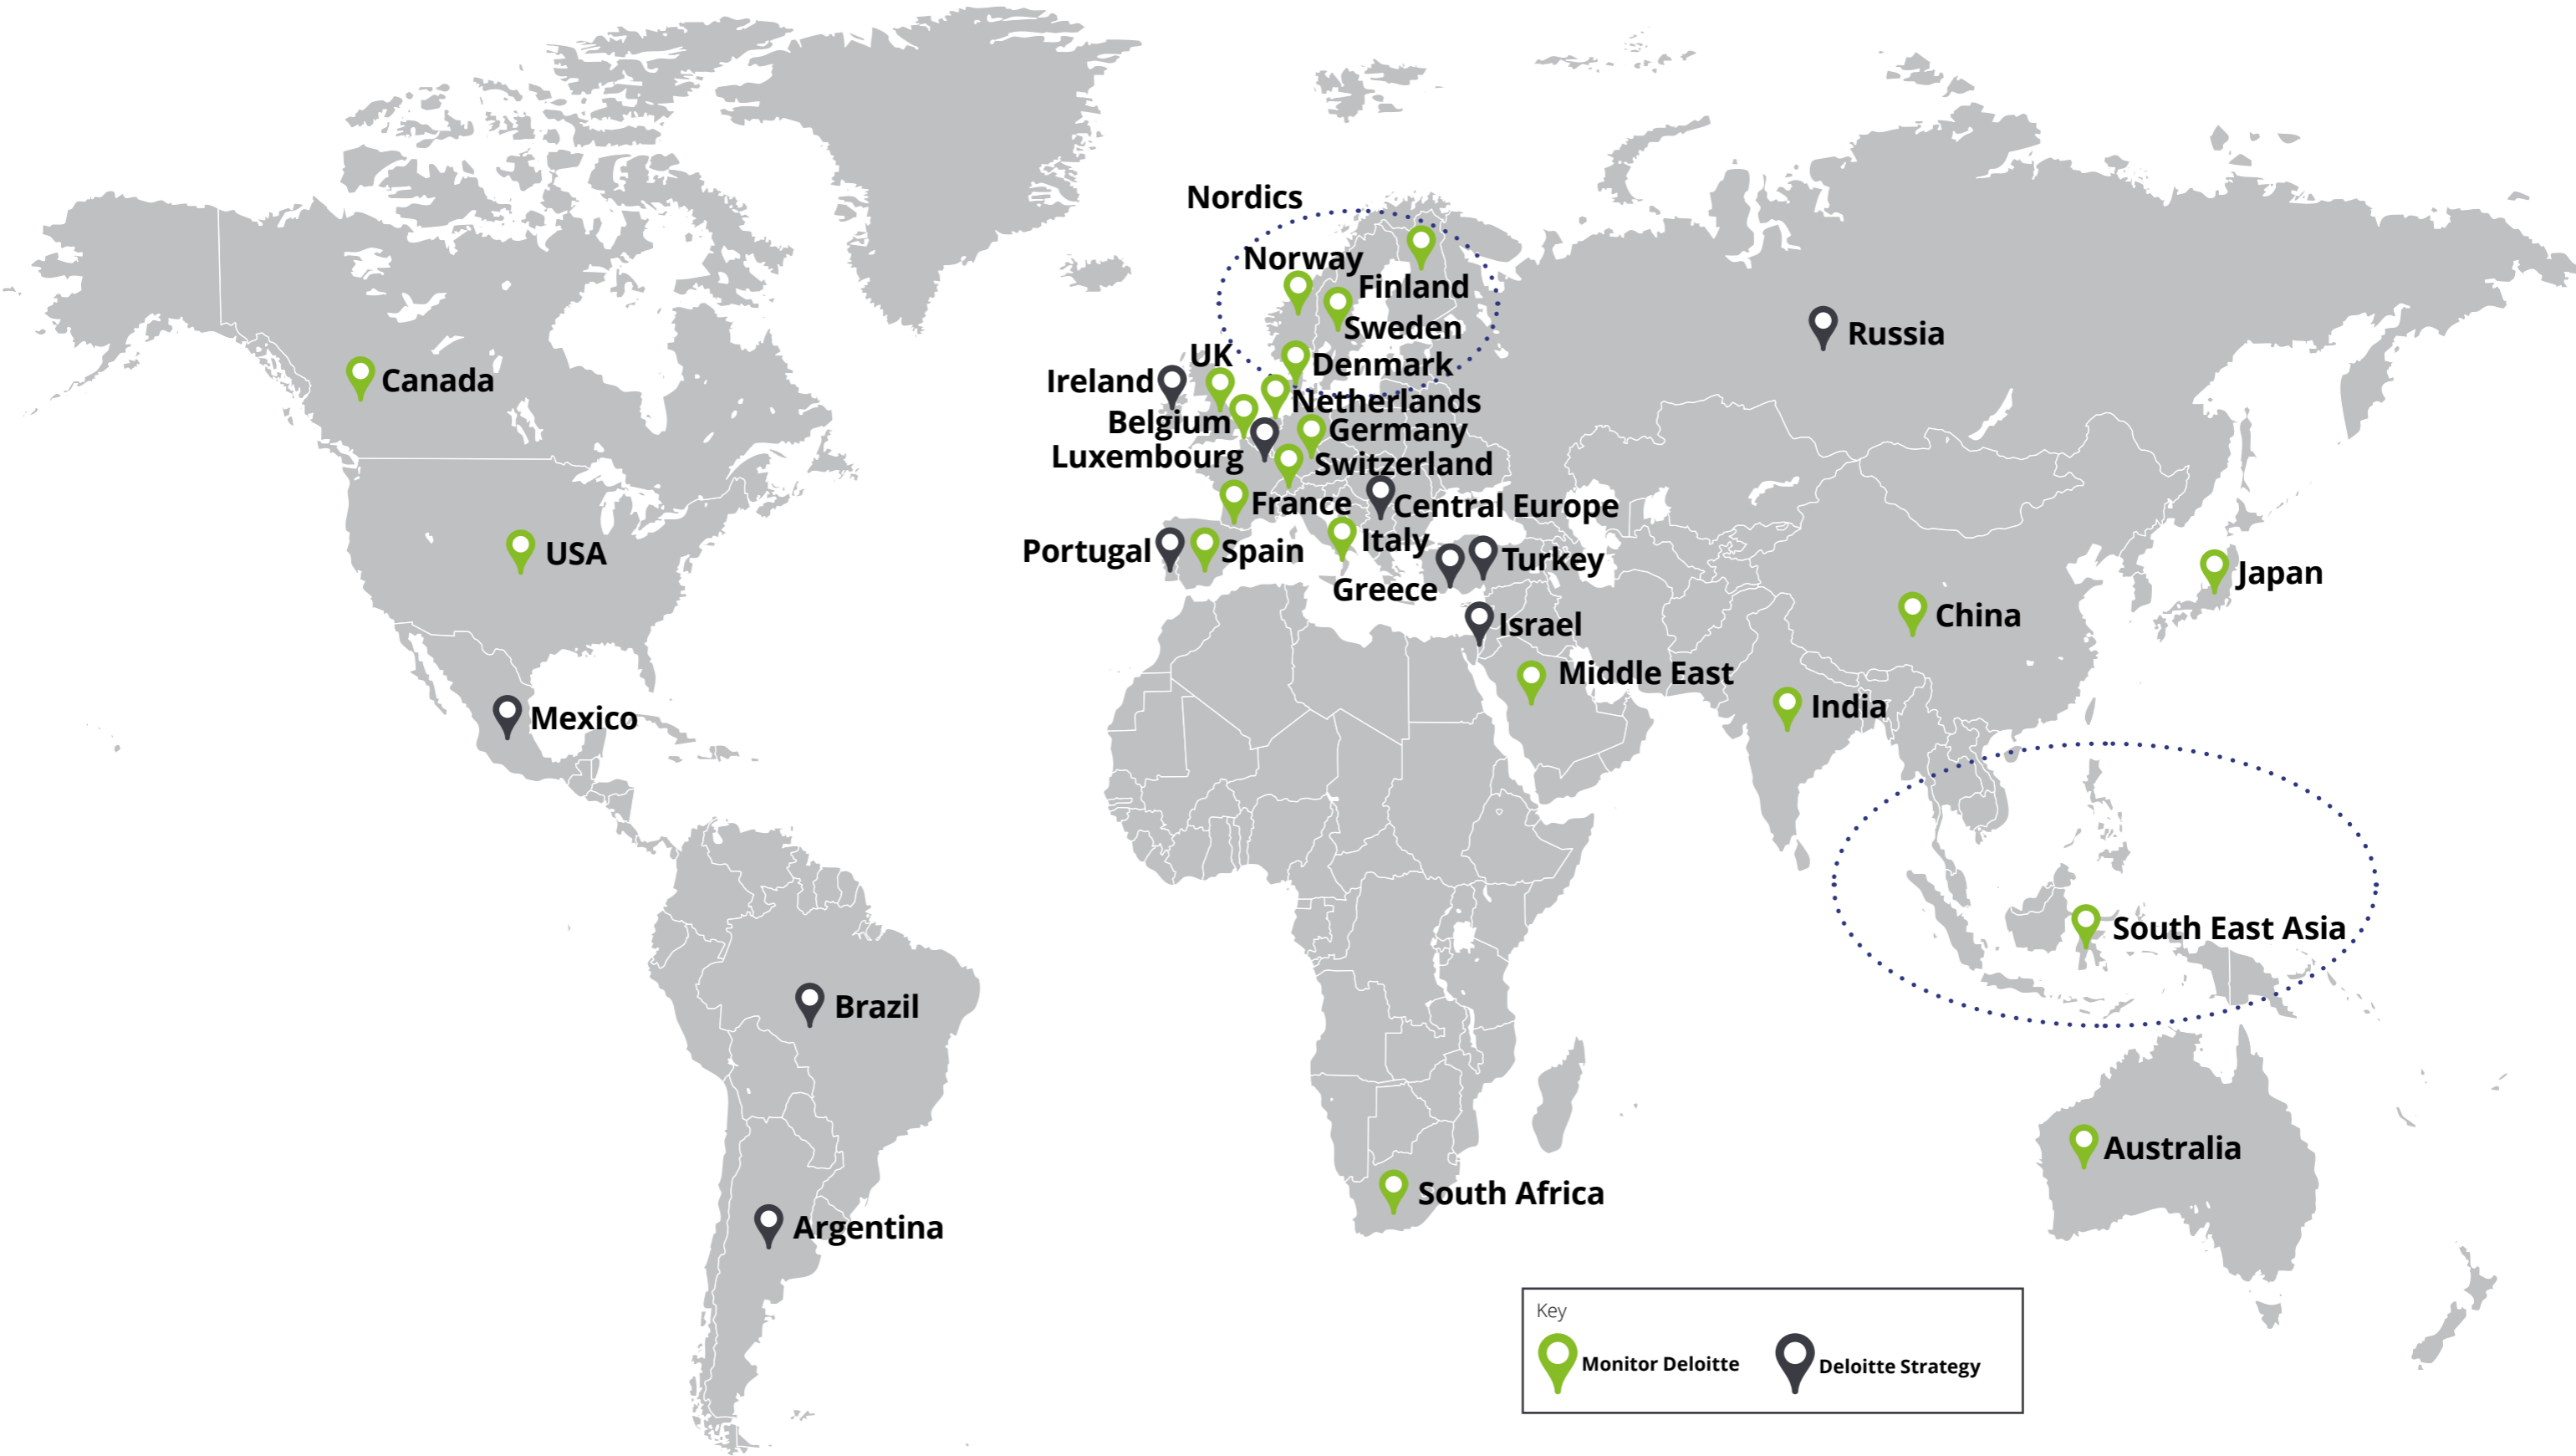 Nordics
Norway
Finland
Sweden
Russia
UK
Denmark
Canada
Ireland
Netherlands
Belgium
Germany
Luxembourg
Switzerland
France
Central Europe
USA
Portugal
Spain
Italy
Turkey
Japan
Greece
China
Israel
Middle East
India
Mexico
South East Asia
Brazil
Australia
South Africa
Argentina
Key
Monitor Deloitte
Deloitte Strategy